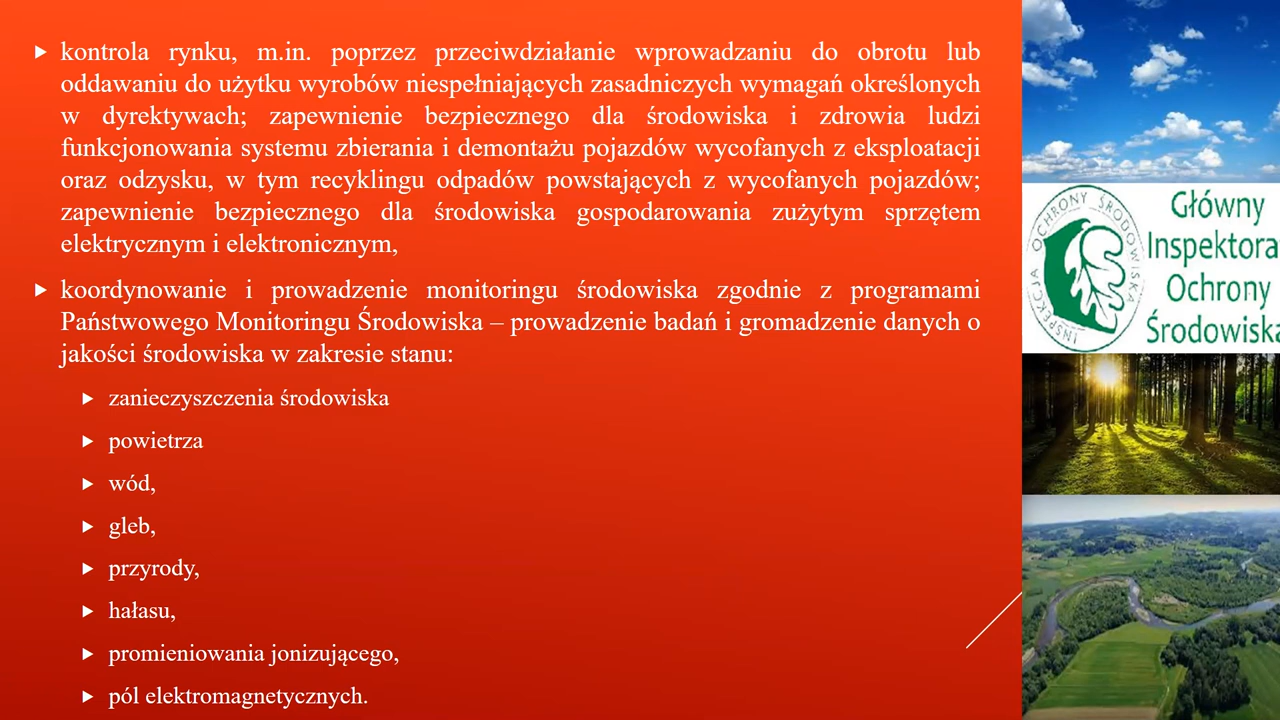 kontrola rynku, m.in. poprzez przeciwdziałanie wprowadzaniu do obrotu lub
oddawaniu do użytku wyrobów niespełniających zasadniczych wymagań określonych
w dyrektywach; zapewnienie bezpiecznego dla środowiska i zdrowia ludzi
funkcjonowania systemu zbierania i demontażu pojazdów wycofanych z eksploatacji
oraz odzysku, w tym recyklingu odpadów powstających z wycofanych pojazdów;
zapewnienie bezpiecznego dla środowiska gospodarowania zużytym sprzętem
elektrycznym i elektronicznym,
koordynowanie i prowadzenie monitoringu środowiska zgodnie z programami
Państwowego Monitoringu Środowiska – prowadzenie badań i gromadzenie danych o
jakości środowiska w zakresie stanu:
zanieczyszczenia środowiska
powietrza
wód,
gleb,
przyrody,
hałasu,
promieniowania jonizującego,
pól elektromagnetycznych.
INSPEKCJA OCHRONY ŚRODOWISKA
Główny
Inspektora
Ochrony
Środowiska